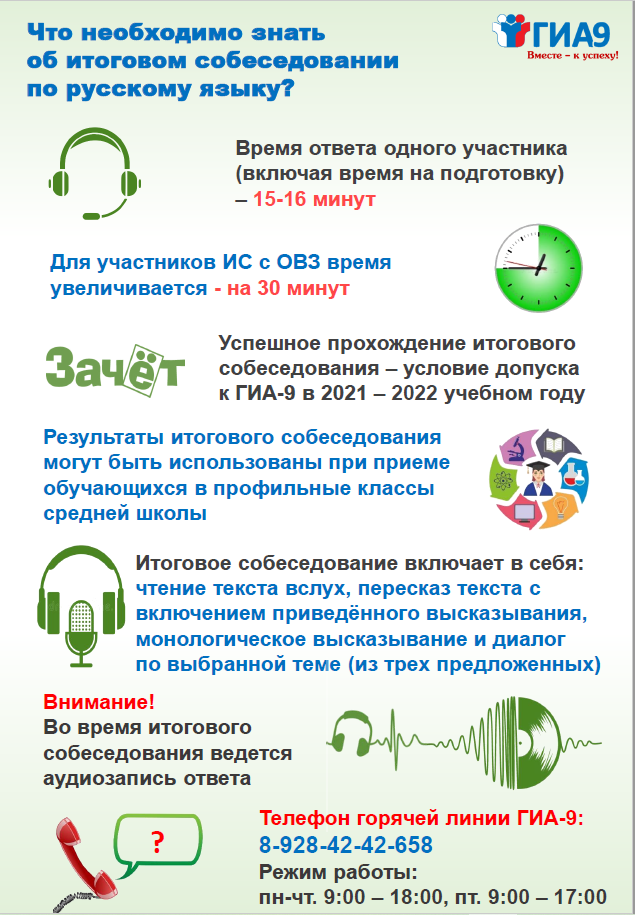 Что необходимо знать
об итоговом собеседовании
по русскому языку?
ГИА9
Вместе – к успеху!
Время ответа одного участника
(включая время на подготовку)
– 15-16 минут
Для участников ИС с ОВЗ время
увеличивается - на 30 минут
Зачёт
Успешное прохождение итогового
собеседования – условие допуска
к ГИА-9 в 2021 – 2022 учебном году
Результаты итогового собеседования
могут быть использованы при приеме
обучающихся в профильные классы
средней школы
Итоговое собеседование включает в себя:
чтение текста вслух, пересказ текста с
включением приведённого высказывания,
монологическое высказывание и диалог
по выбранной теме (из трех предложенных)
Внимание!
Во время итогового
собеседования ведется
аудиозапись ответа
?
Телефон горячей линии ГИА-9:
8-928-42-42-658
Режим работы:
пн-чт. 9:00 – 18:00, пт. 9:00 – 17:00